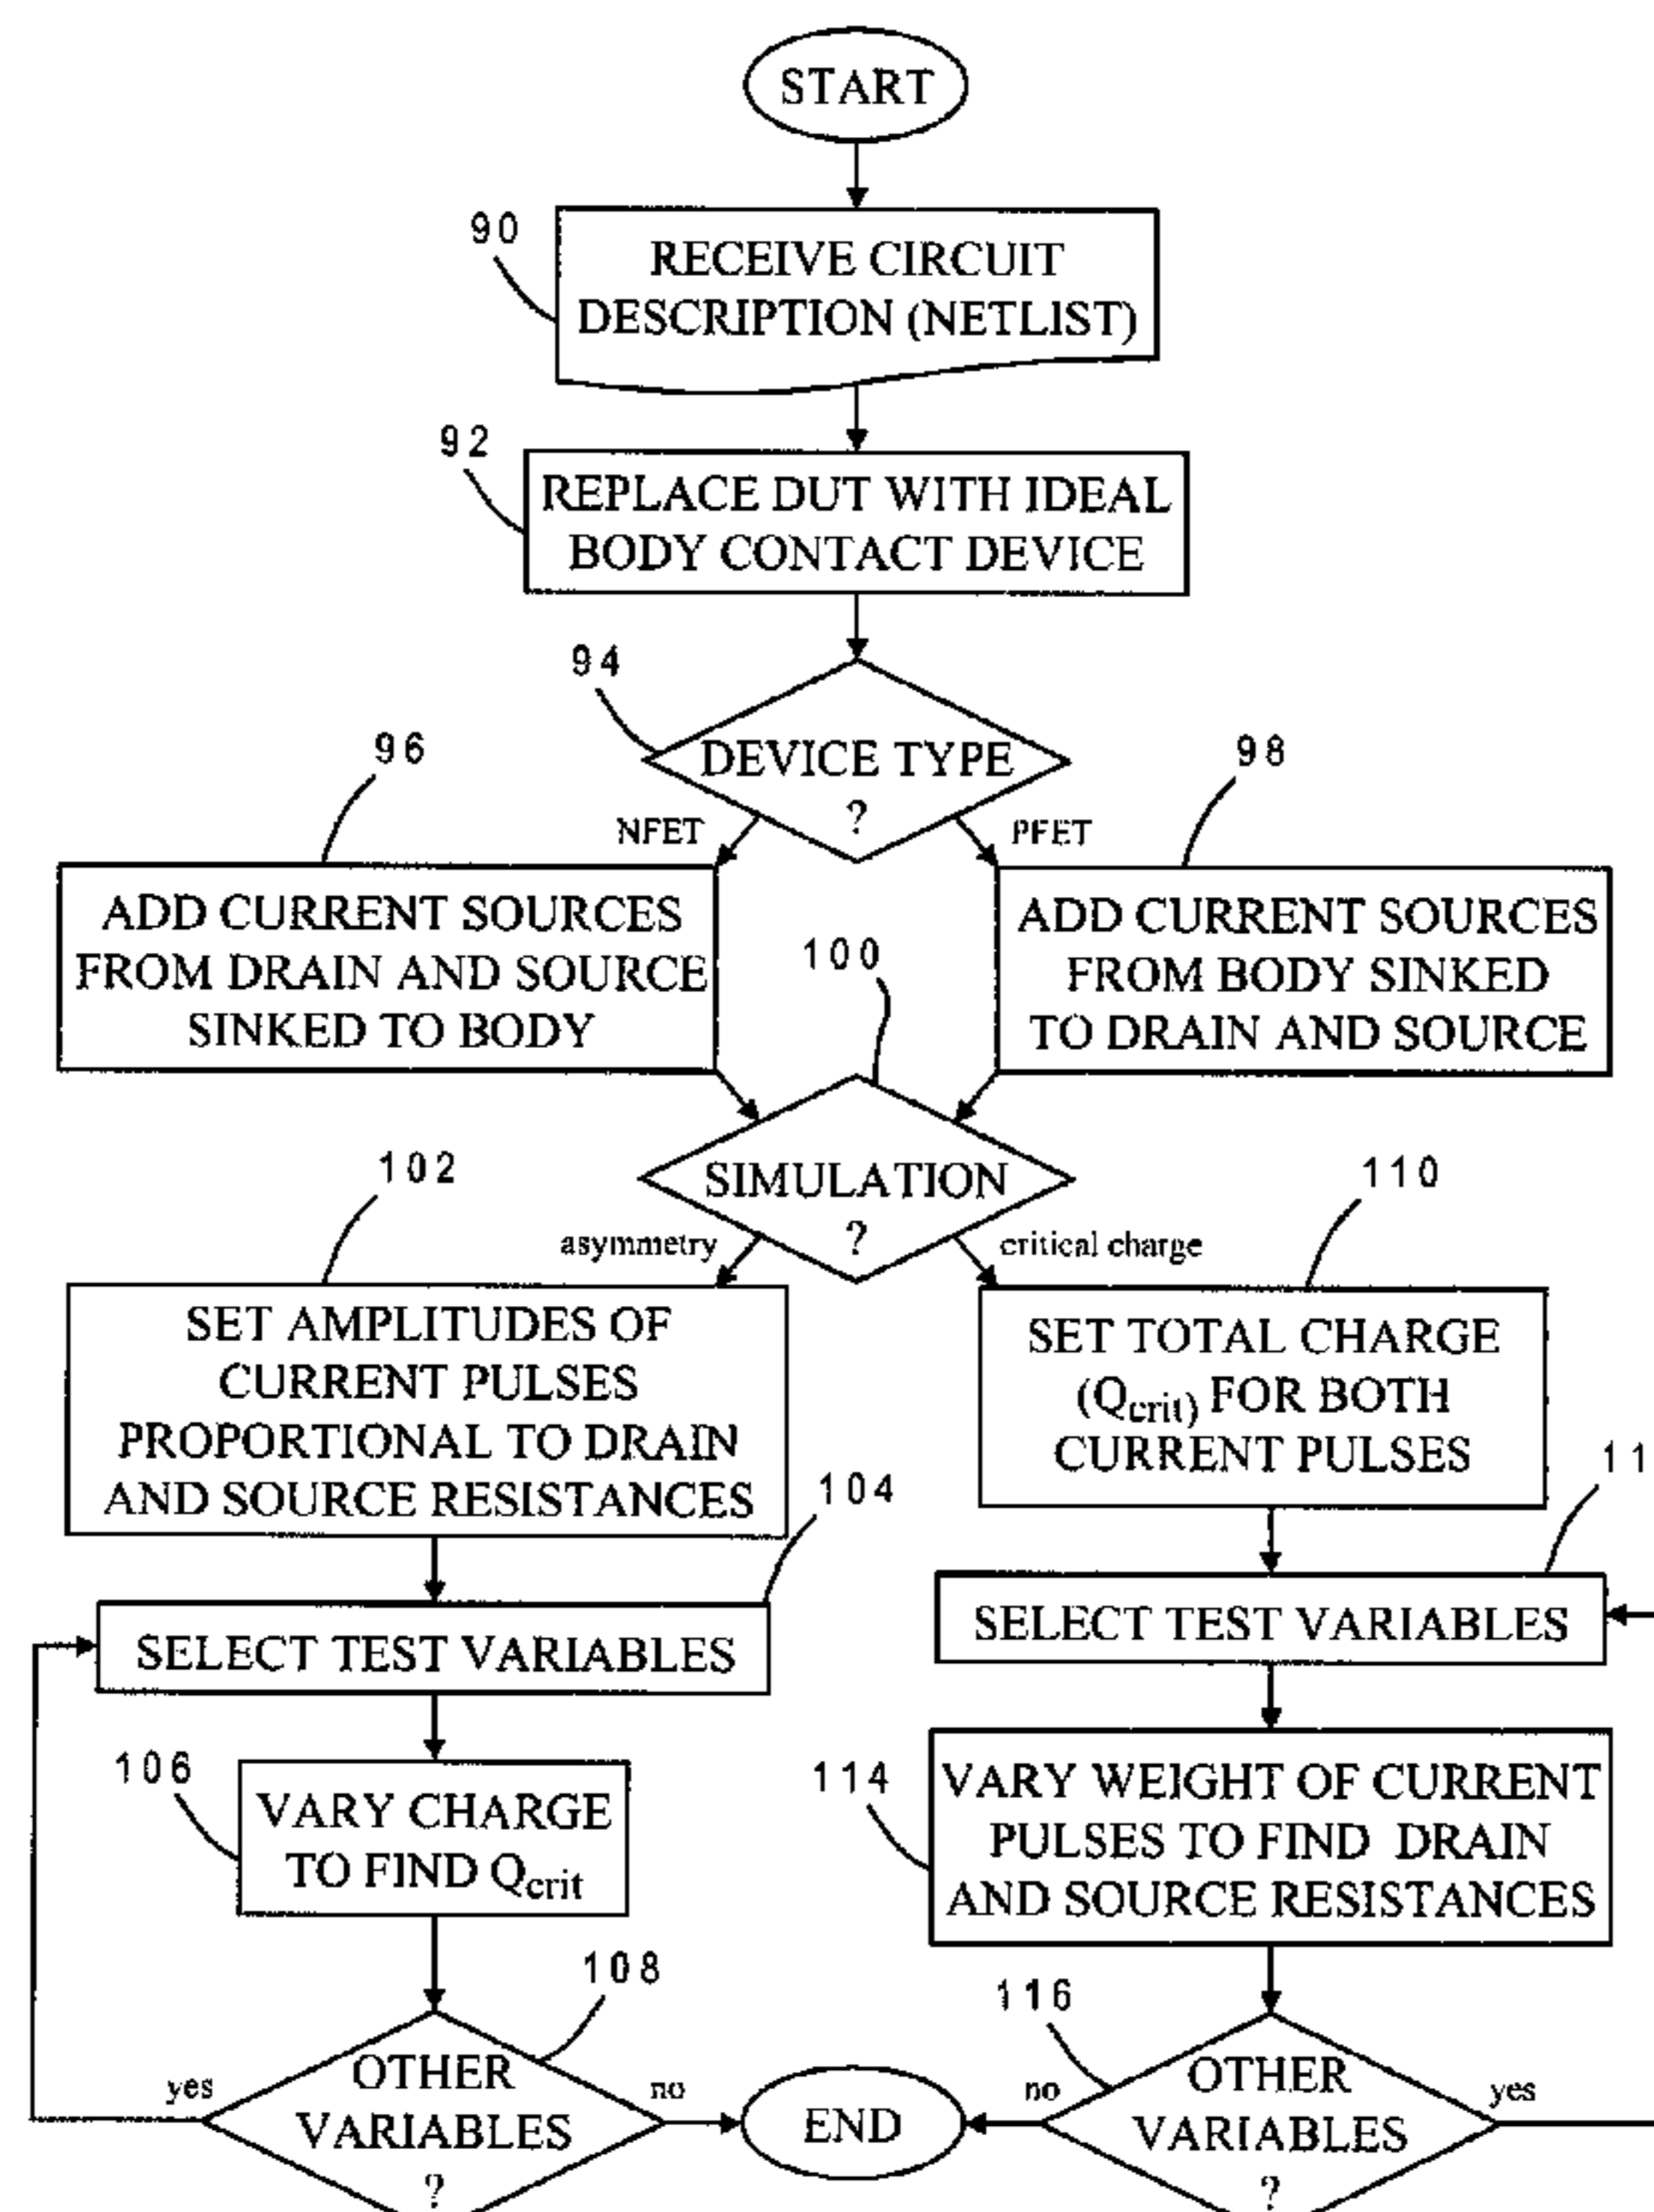 START
90
RECEIVE CIRCUIT
DESCRIPTION (NETLIST)
92
REPLACE DUT WITH IDEAL
BODY CONTACT DEVICE
94
DEVICE TYPE
?
NFET
PFET
96
ADD CURRENT SOURCES
FROM DRAIN AND SOURCE
SINKED TO BODY
98
ADD CURRENT SOURCES
FROM BODY SINKED
TO DRAIN AND SOURCE
100
SIMULATION
?
asymmetry
critical charge
102
SET AMPLITUDES OF
CURRENT PULSES
PROPORTIONAL TO DRAIN
AND SOURCE RESISTANCES
104
SELECT TEST VARIABLES
106
VARY CHARGE
TO FIND Qcrit
108
OTHER
VARIABLES
?
yes
no
110
SET TOTAL CHARGE
(Qcrit) FOR BOTH
CURRENT PULSES
11
SELECT TEST VARIABLES
114
VARY WEIGHT OF CURRENT
PULSES TO FIND DRAIN
AND SOURCE RESISTANCES
116
OTHER
VARIABLES
?
no
yes
END